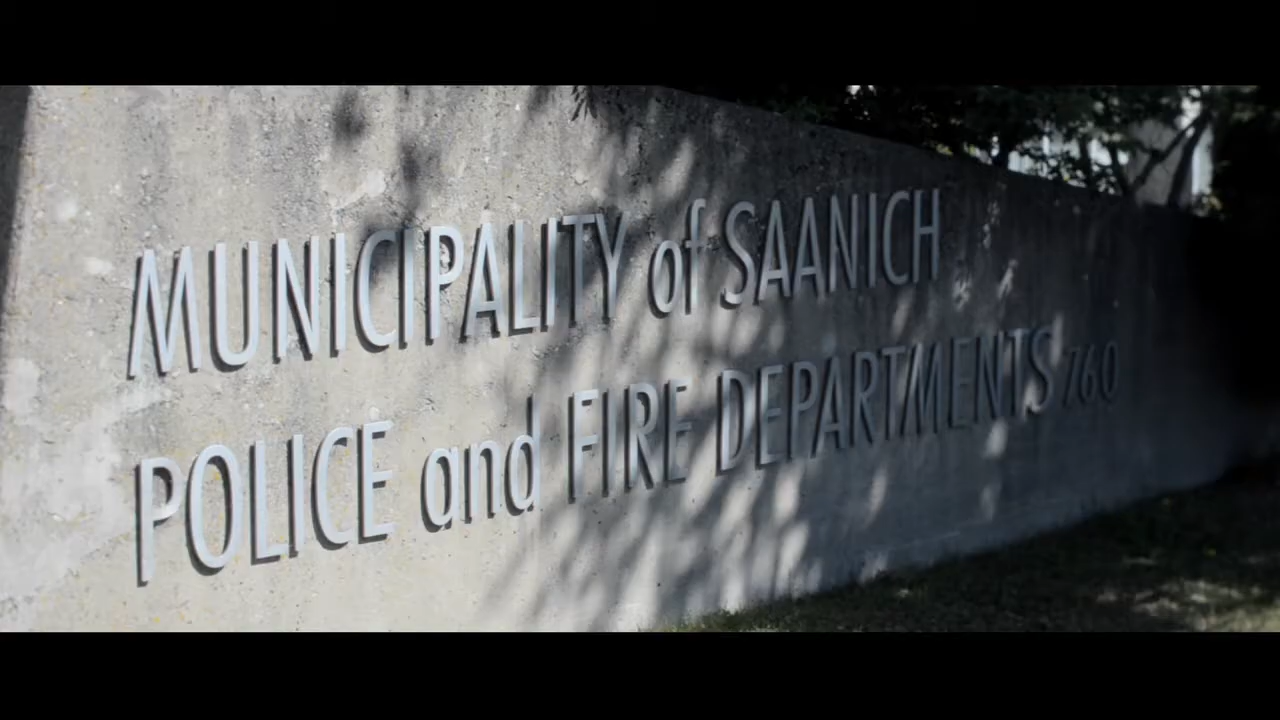 MUNICIPALITY of SAANICH
POLICE and FIRE DEPARTMENTS 760